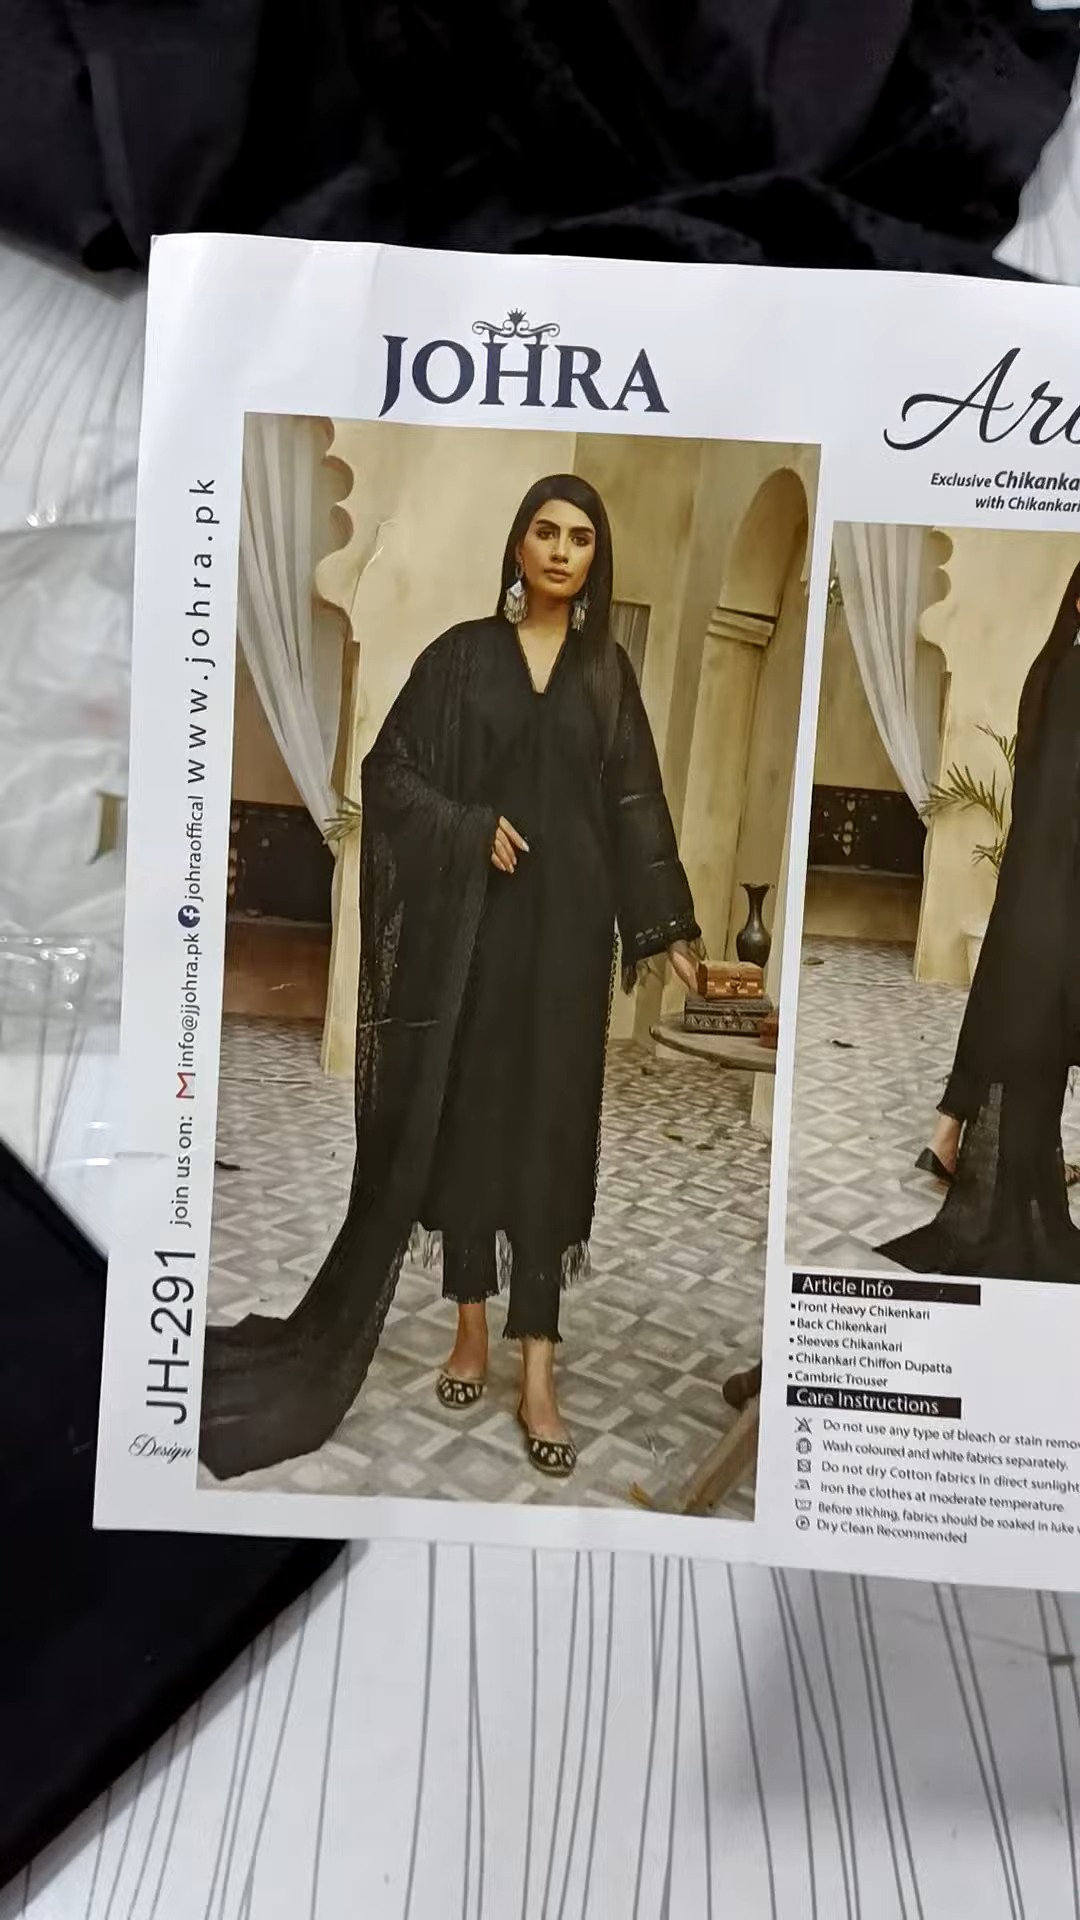 JOHRA
Exclusive Chikanka
with Chikankari
www.johra.pk
join us on: info@jjohra.pk johraoffical
JH-291
Design
Article Info
Front Heavy Chikenkari
Back Chikenkari
Sleeves Chikankari
Chikankari Chiffon Dupatta
Cambric Trouser
Care Instructions
Do not use any type of bleach or stain
Wash coloured and white fabrics separately.
Do not dry Cotton fabrics in direct sunlight
Iron the clothes at moderate temperature
Before stiching, fabrics should be soaked in luke
Dry Clean Recommended